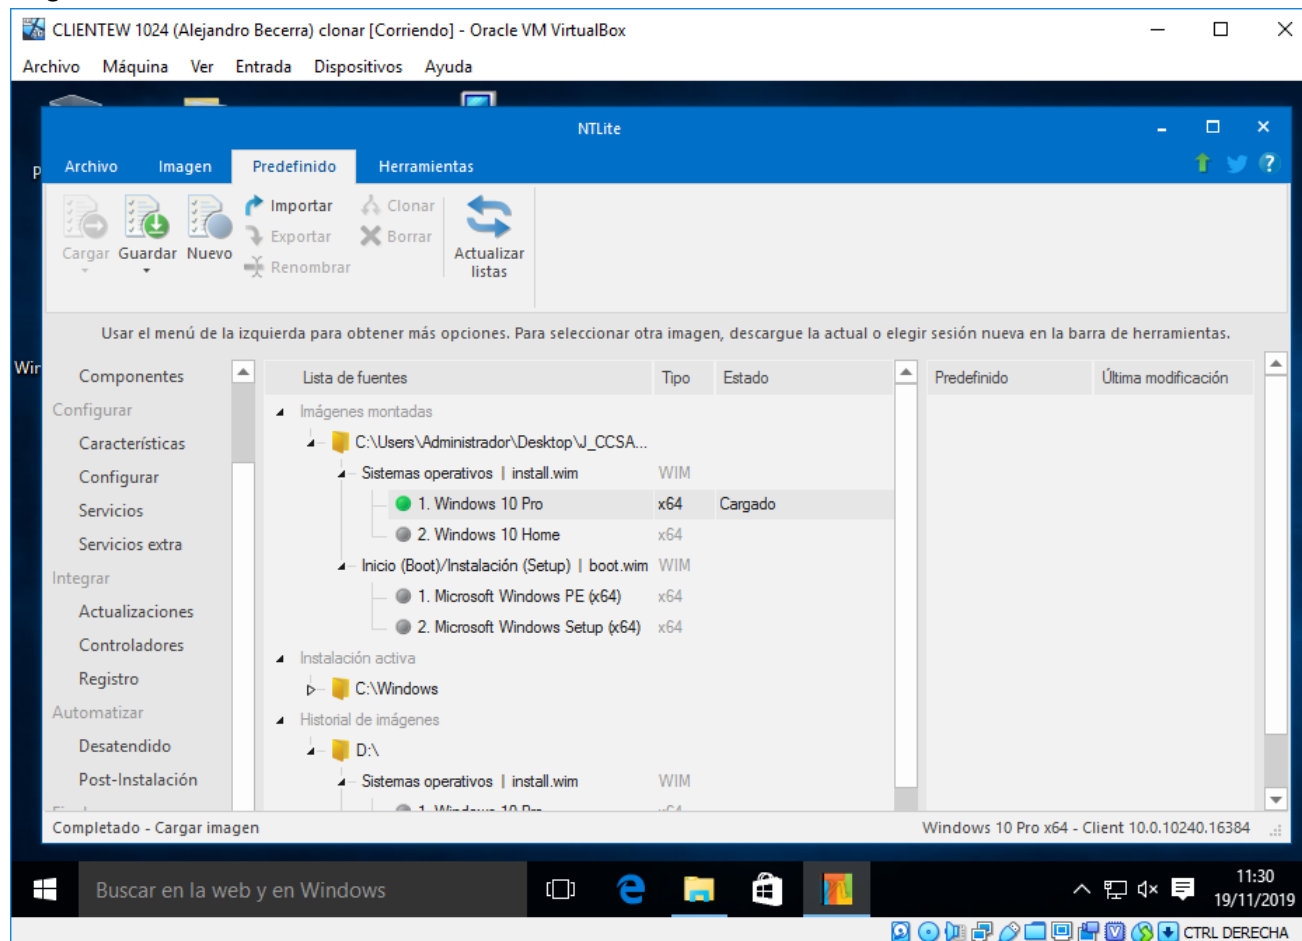 CLIENTEW 1024 (Alejandro Becerra) clonar [Corriendo] - Oracle VM VirtualBox
Archivo Máquina Ver Entrada Dispositivos Ayuda
NTLite
Archivo Imagen Predefinido Herramientas
Cargar Guardar Nuevo
Importar Clonar
Exportar Borrar
Renombrar
Actualizar
listas
Usar el menú de la izquierda para obtener más opciones. Para seleccionar otra imagen, descargue la actual o elegir sesión nueva en la barra de herramientas.
Componentes
Configurar
Características
Configurar
Servicios
Servicios extra
Integrar
Actualizaciones
Controladores
Registro
Automatizar
Desatendido
Post-Instalación
Lista de fuentes Tipo Estado
Imágenes montadas
C:\Users\Administrador\Desktop\J_CCSA...
Sistemas operativos | install.wim WIM
1. Windows 10 Pro x64 Cargado
2. Windows 10 Home x64
Inicio (Boot)/Instalación (Setup) | boot.wim WIM
1. Microsoft Windows PE (x64) x64
2. Microsoft Windows Setup (x64) x64
Instalación activa
C:\Windows
Historial de imágenes
D:\
Sistemas operativos | install.wim WIM
1. Windows 10 Pro x64
Predefinido Última modificación
Completado - Cargar imagen
Windows 10 Pro x64 - Client 10.0.10240.16384
Win
Buscar en la web y en Windows
11:30
19/11/2019
CTRL DERECHA